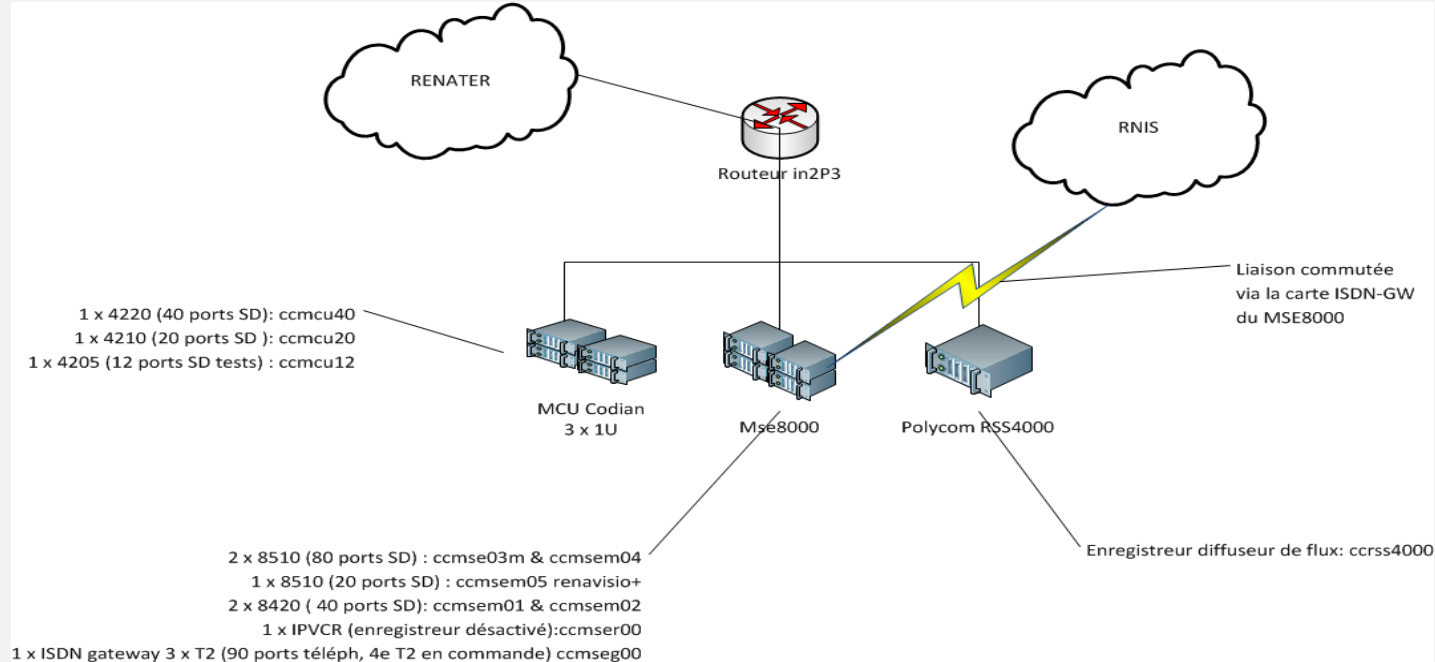 RENATER
RNIS
Routeur in2P3
Liaison commutée
via la carte ISDN-GW
du MSE8000
1 x 4220 (40 ports SD): ccmcu40
1 x 4210 (20 ports SD ): ccmcu20
1 x 4205 (12 ports SD tests) : ccmcu12
MCU Codian
3 x 1U
Mse8000
Polycom RSS4000
2 x 8510 (80 ports SD) : ccmse03m & ccmsem04
1 x 8510 (20 ports SD) : ccmsem05 renavisio+
2 x 8420 ( 40 ports SD): ccmsem01 & ccmsem02
1 x IPVCR (enregistreur désactivé):ccmser00
1 x ISDN gateway 3 x T2 (90 ports téléph, 4e T2 en commande) ccmseg00
Enregistreur diffuseur de flux: ccrss4000